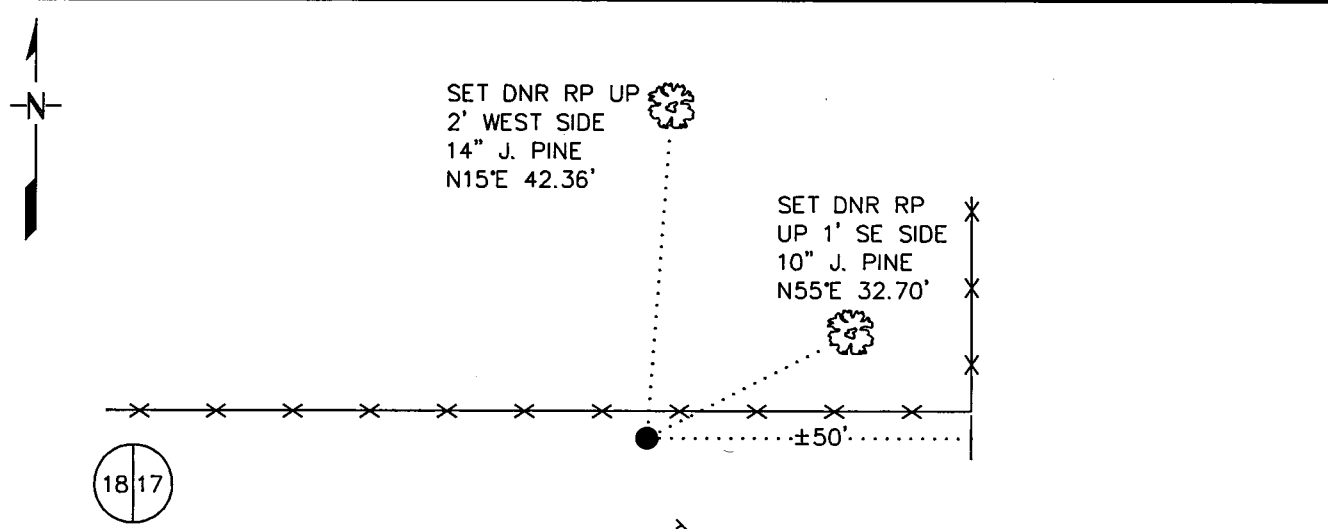 N
SET DNR RP UP
2' WEST SIDE
14" J. PINE
N15°E 42.36'
SET DNR RP
UP 1' SE SIDE
10" J. PINE
N55°E 32.70'
±50'
18 17